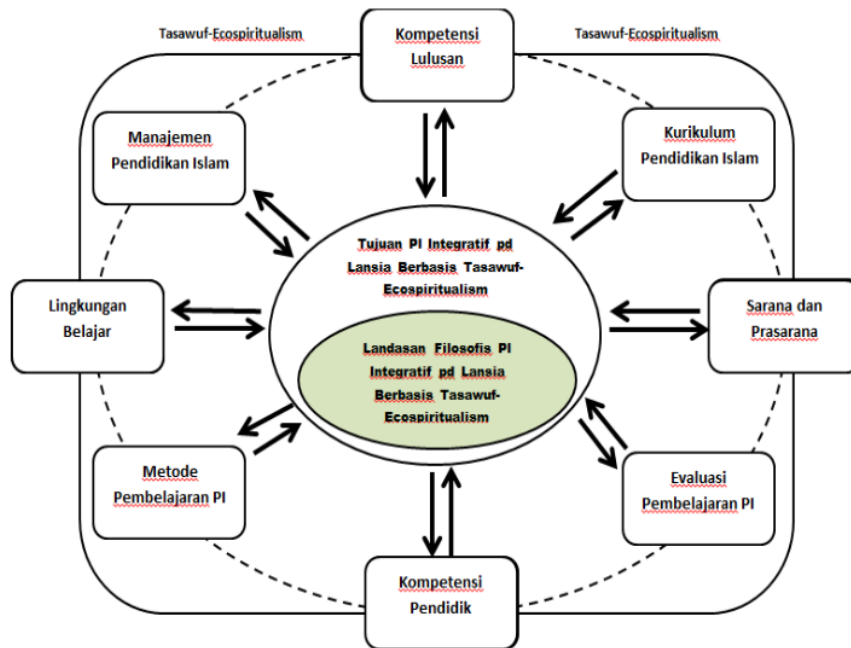 Tasawuf-Ecospiritualism
Kompetensi
Lulusan
Tasawuf-Ecospiritualism
Manajemen
Pendidikan Islam
Kurikulum
Pendidikan Islam
Tujuan PI Integratif pd
Lansia Berbasis Tasawuf-
Ecospiritualism
Lingkungan
Belajar
Sarana dan
Prasarana
Landasan Filosofis PI
Integratif pd Lansia
Berbasis Tasawuf-
Ecospiritualism
Metode
Pembelajaran PI
Evaluasi
Pembelajaran PI
Kompetensi
Pendidik